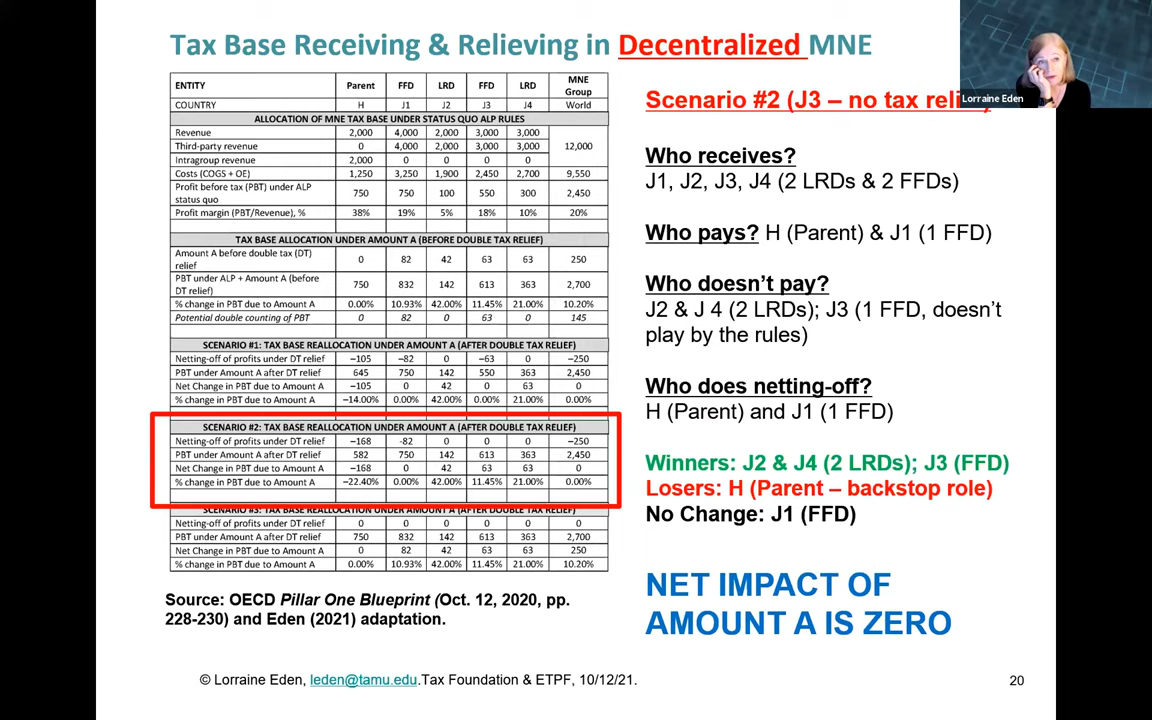 Tax Base Receiving & Relieving in Decentralized MNE
ENTITY Parent FFD LRD FFD LRD MNE Group
COUNTRY H J1 J2 J3 J4 World
ALLOCATION OF MNE TAX BASE UNDER STATUS QUO ALP RULES
Revenue 2,000 4,000 2,000 3,000 3,000
Third-party revenue 0 4,000 2,000 3,000 3,000 12,000
Intragroup revenue 2,000 0 0 0 0
Costs (COGS + OE) 1,250 3,250 1,900 2,450 2,700 9,550
Profit before tax (PBT) under ALP status quo 750 750 100 550 300 2,450
Profit margin (PBT/Revenue), % 38% 19% 5% 18% 10% 20%
TAX BASE ALLOCATION UNDER AMOUNT A (BEFORE DOUBLE TAX RELIEF)
Amount A before double tax (DT) relief 0 82 42 63 63 250
PBT under ALP + Amount A (before DT relief) 750 832 142 613 363 2,700
% change in PBT due to Amount A 0.00% 10.93% 42.00% 11.45% 21.00% 10.20%
Potential double counting of PBT 0 82 0 63 0 145
SCENARIO #1: TAX BASE REALLOCATION UNDER AMOUNT A (AFTER DOUBLE TAX RELIEF)
Netting-off of profits under DT relief −105 −82 0 −63 0 −250
PBT under Amount A after DT relief 645 750 142 550 363 2,450
Net Change in PBT due to Amount A −105 0 42 0 63 0
% change in PBT due to Amount A −14.00% 0.00% 42.00% 0.00% 21.00% 0.00%
SCENARIO #2: TAX BASE REALLOCATION UNDER AMOUNT A (AFTER DOUBLE TAX RELIEF)
Netting-off of profits under DT relief −168 -82 0 0 0 −250
PBT under Amount A after DT relief 582 750 142 613 363 2,450
Net Change in PBT due to Amount A −168 0 42 63 63 0
% change in PBT due to Amount A −22.40% 0.00% 42.00% 11.45% 21.00% 0.00%
SCENARIO #3: TAX BASE REALLOCATION UNDER AMOUNT A (AFTER DOUBLE TAX RELIEF)
Netting-off of profits under DT relief 0 0 0 0 0 0
PBT under Amount A after DT relief 750 832 142 613 363 2,700
Net Change in PBT due to Amount A 0 82 42 63 63 250
% change in PBT due to Amount A 0.00% 10.93% 42.00% 11.45% 21.00% 10.20%
Source: OECD Pillar One Blueprint (Oct. 12, 2020, pp.
228-230) and Eden (2021) adaptation.
Lorraine Eden
Scenario #2 (J3 – no tax
Who receives?
J1, J2, J3, J4 (2 LRDs & 2 FFDs)
Who pays? H (Parent) & J1 (1 FFD)
Who doesn't pay?
J2 & J 4 (2 LRDs); J3 (1 FFD, doesn't
play by the rules)
Who does netting-off?
H (Parent) and J1 (1 FFD)
Winners: J2 & J4 (2 LRDs); J3 (FFD)
Losers: H (Parent – backstop role)
No Change: J1 (FFD)
NET IMPACT OF
AMOUNT A IS ZERO
© Lorraine Eden, leden@tamu.edu.Tax Foundation & ETPF, 10/12/21.
20